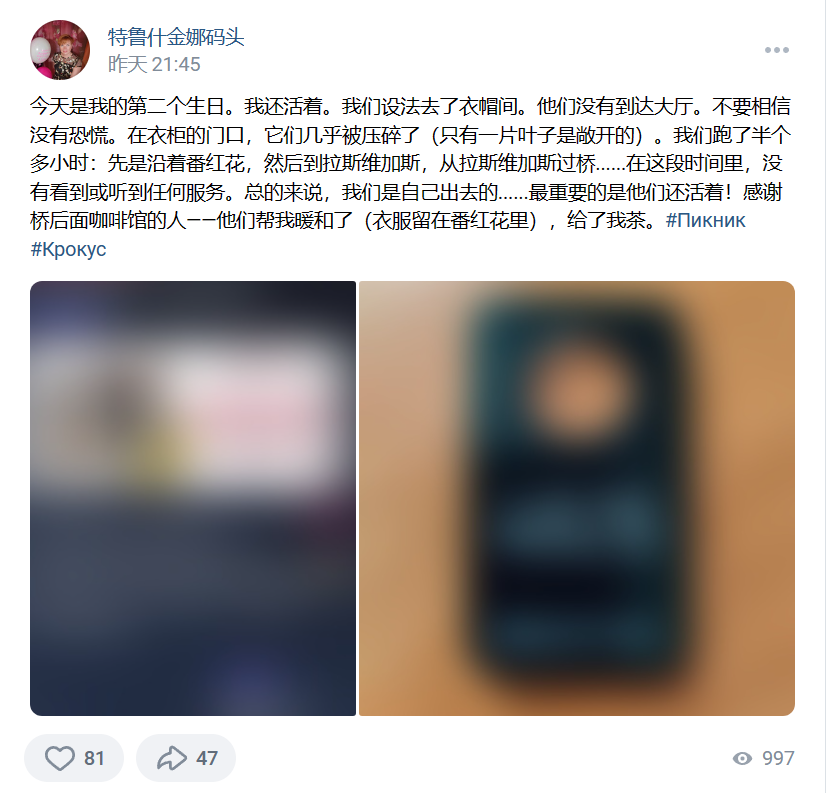 特鲁什金娜码头
昨天 21:45
今天是我的第二个生日。我还活着。我们设法去了衣帽间。他们没有到达大厅。不要相信
没有恐慌。在衣柜的门口，它们几乎被压碎了（只有一片叶子是敞开的）。我们跑了半个
多小时：先是沿着番红花，然后到拉斯维加斯，从拉斯维加斯过桥……在这段时间里，没
有看到或听到任何服务。总的来说，我们是自己出去的……最重要的是他们还活着！感谢
桥后面咖啡馆的人——他们帮我暖和了（衣服留在番红花里），给了我茶。#Пикник
#Крокус
81
47
997